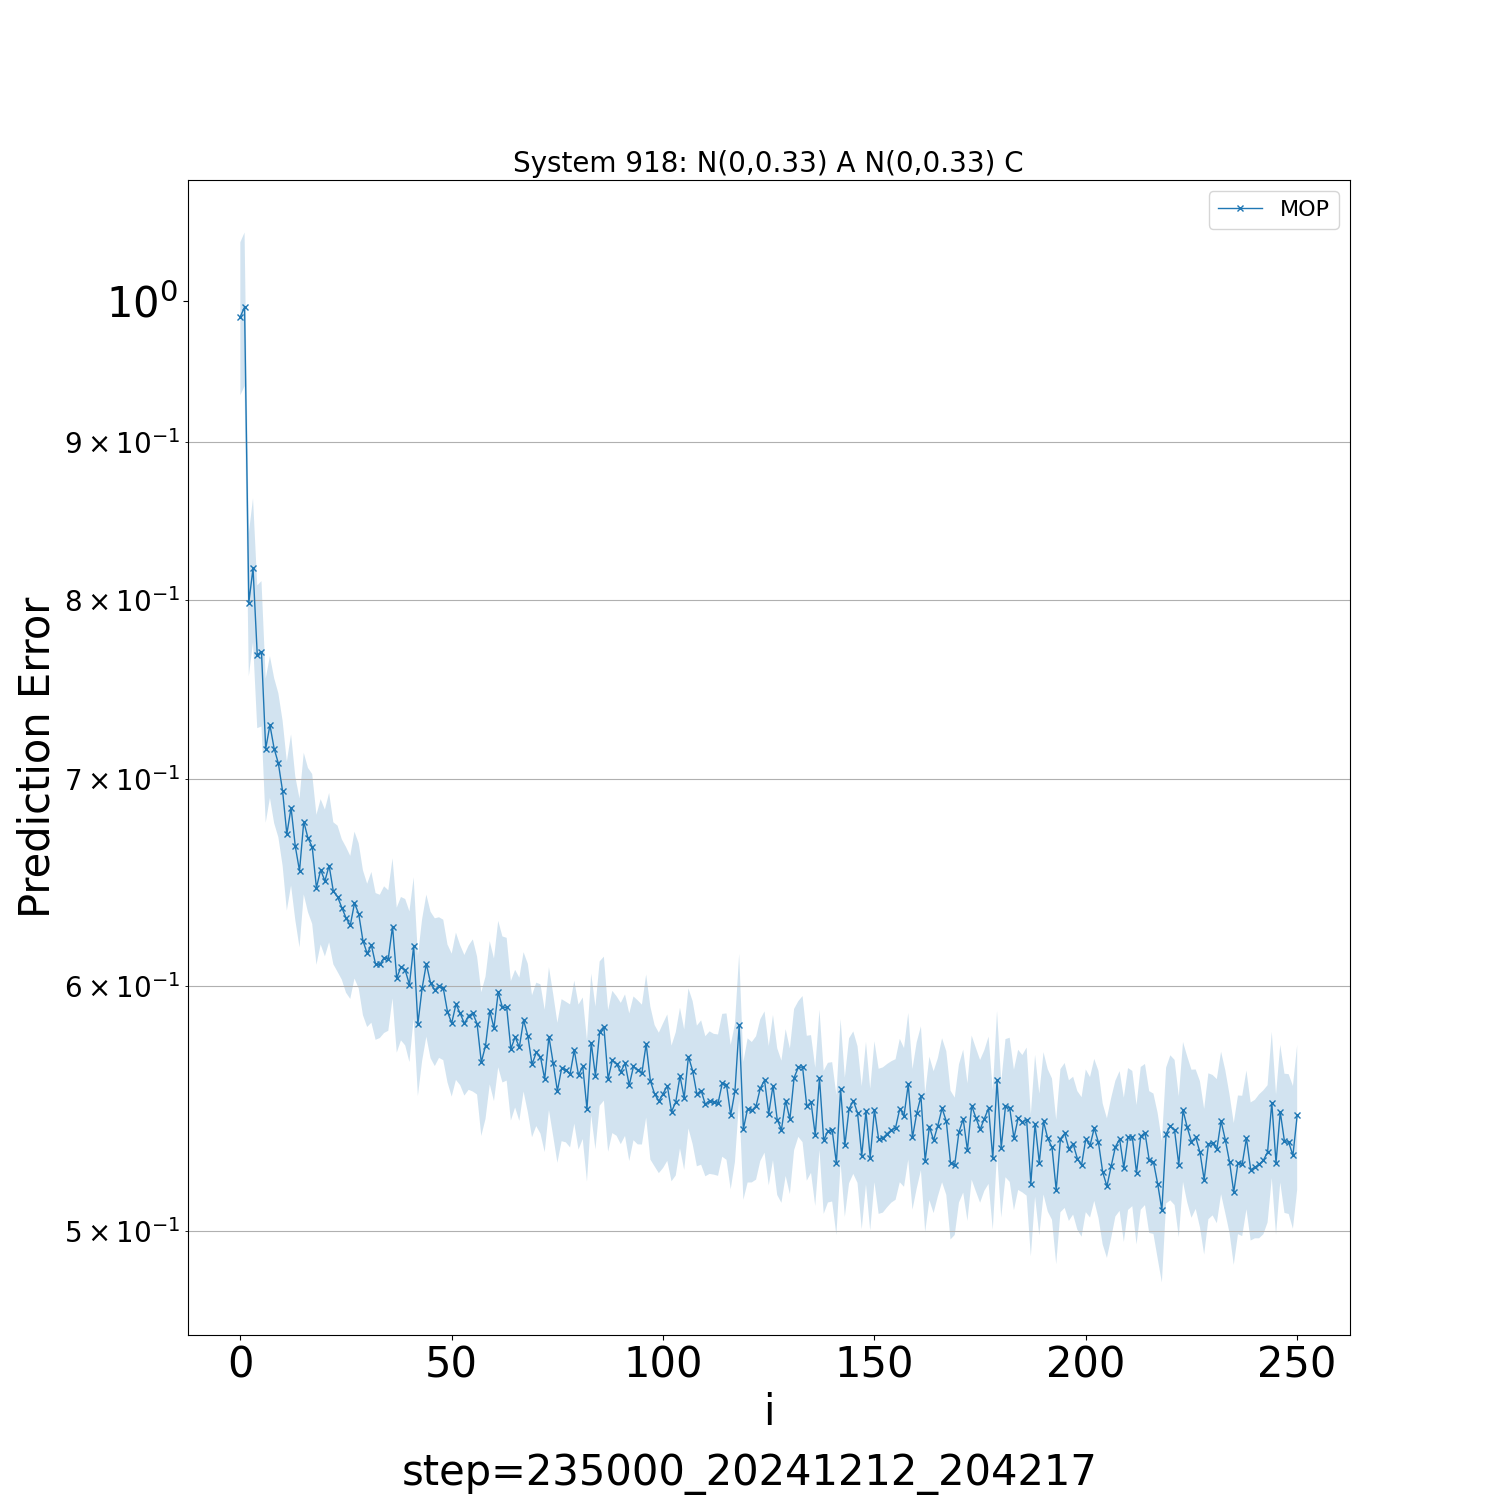 System 918: N(0,0.33) A N(0,0.33) C
MOP
10⁰
9 × 10⁻¹
8 × 10⁻¹
7 × 10⁻¹
6 × 10⁻¹
5 × 10⁻¹
Prediction Error
0 50 100 150 200 250
i
step=235000_20241212_204217